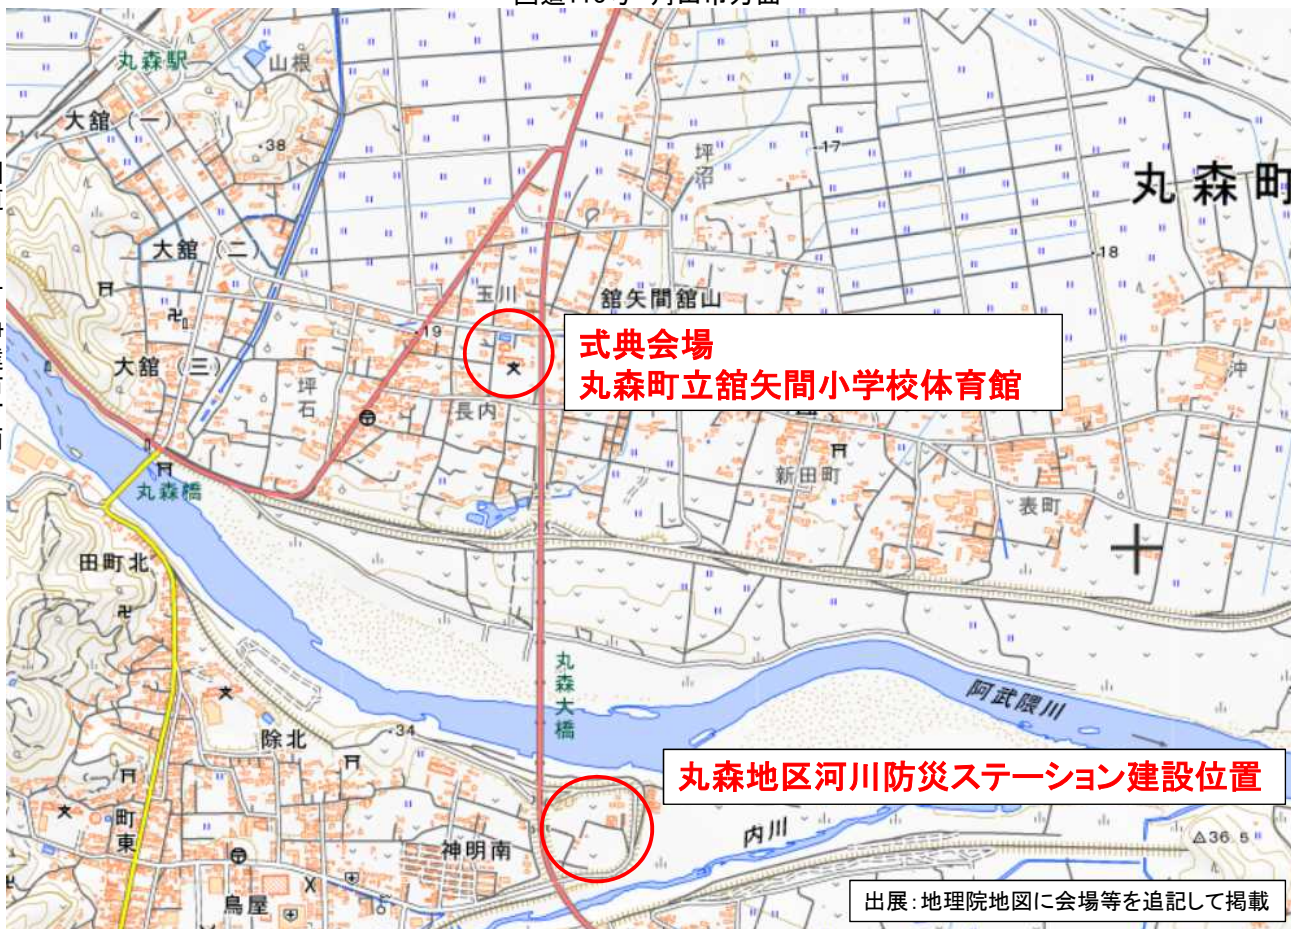 丸森駅
山根
大舘(一)
・38
坪沼
・17
丸森町
大舘(二)
・18
玉川
舘矢間舘山
・19
式典会場
丸森町立舘矢間小学校体育館
大舘(三)
坪石
長内
沖
新田町
表町
丸森橋
田町北
丸森大橋
阿武隈川
除北
・34
丸森地区河川防災ステーション建設位置
町東
内川
神明南
△36.5
鳥屋
出展:地理院地図に会場等を追記して掲載